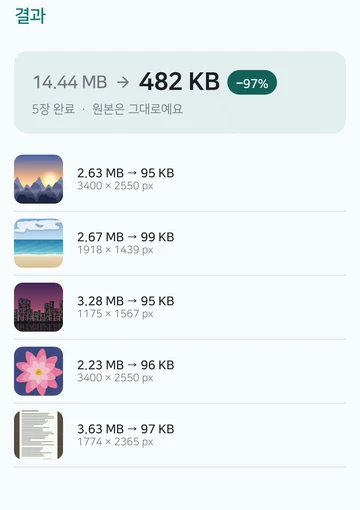 결과
14.44 MB → 482 KB −97%
5장 완료 · 원본은 그대로예요
2.63 MB → 95 KB
3400 × 2550 px
2.67 MB → 99 KB
1918 × 1439 px
3.28 MB → 95 KB
1175 × 1567 px
2.23 MB → 96 KB
3400 × 2550 px
3.63 MB → 97 KB
1774 × 2365 px